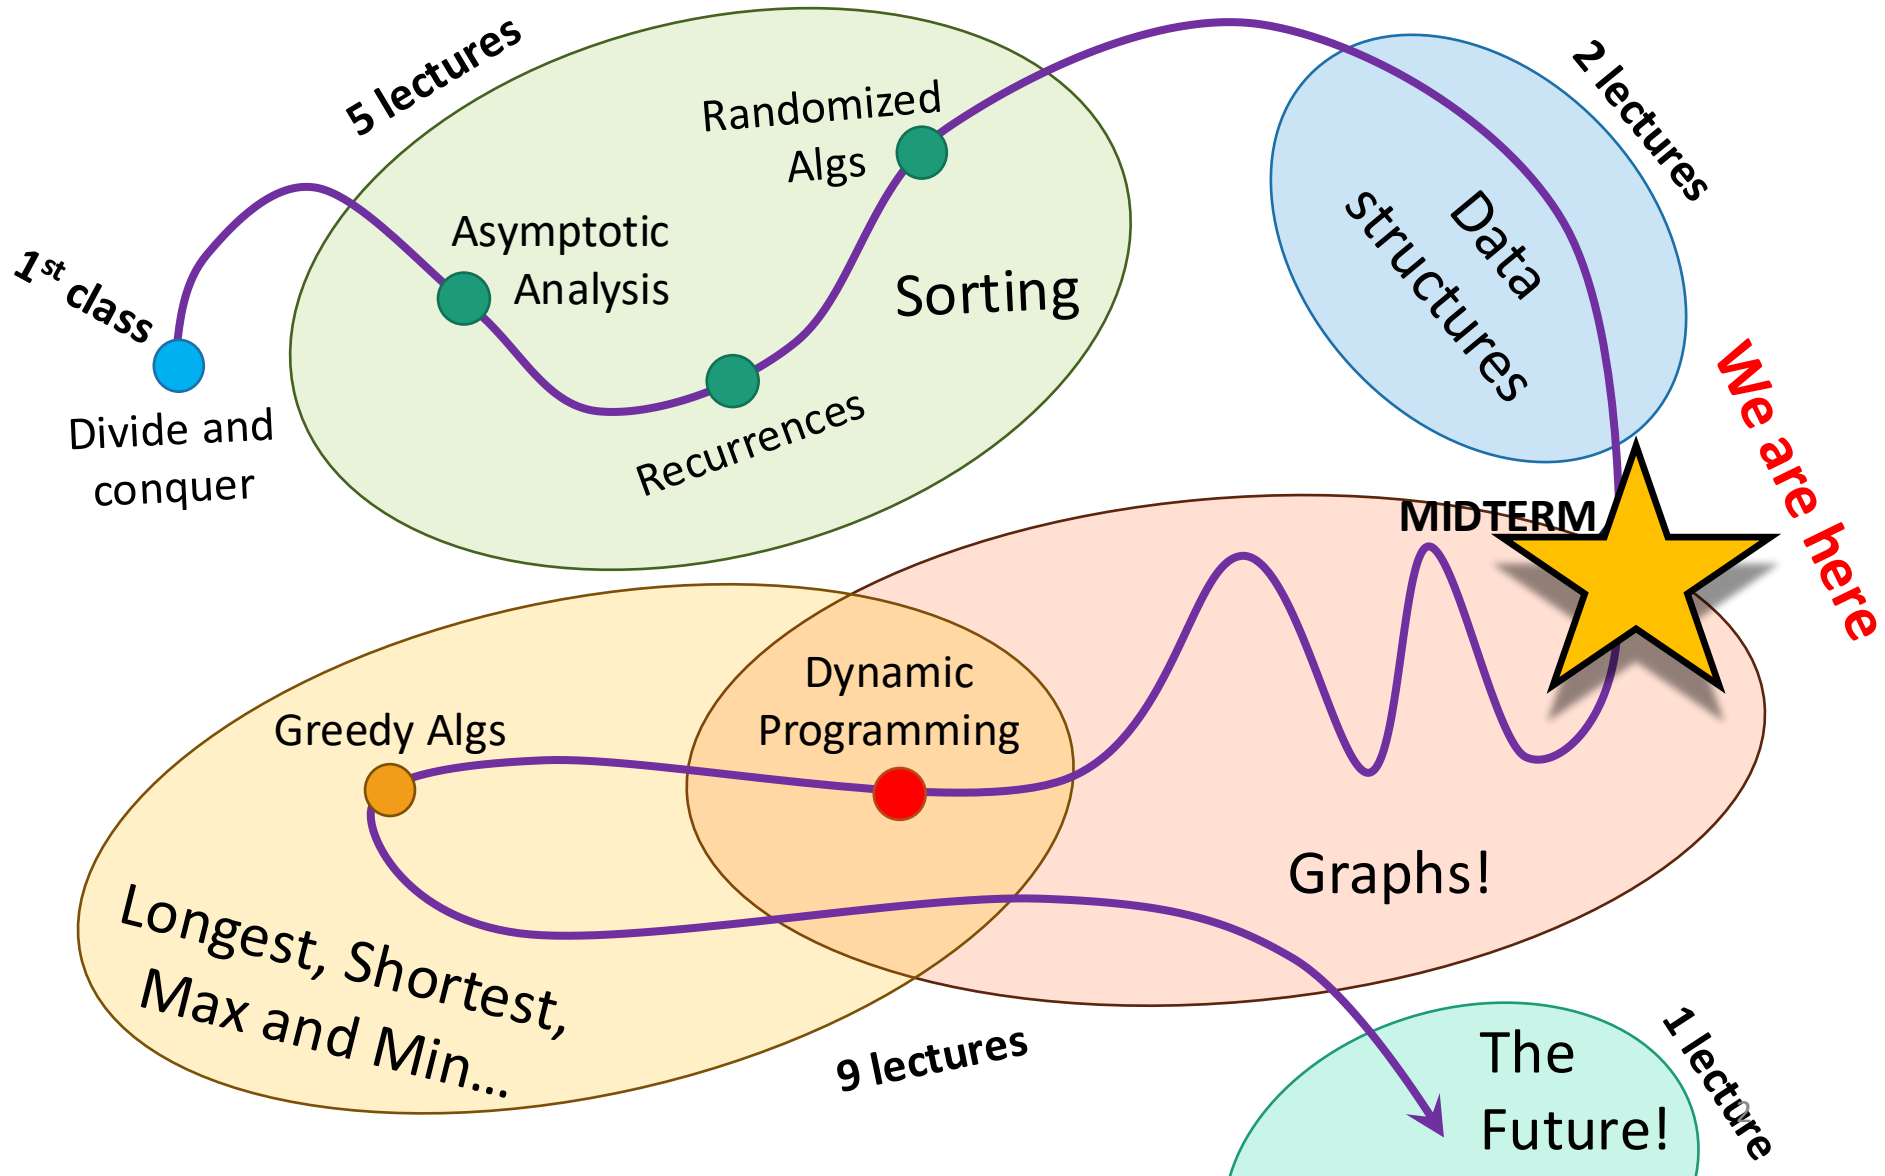 5 lectures
2 lectures
Randomized
Algs
Asymptotic
Analysis
Sorting
Data
structures
1st class
Divide and
conquer
Recurrences
We are here
MIDTERM
Dynamic
Programming
Greedy Algs
Graphs!
Longest, Shortest,
Max and Min...
9 lectures
1 lecture
The
Future!